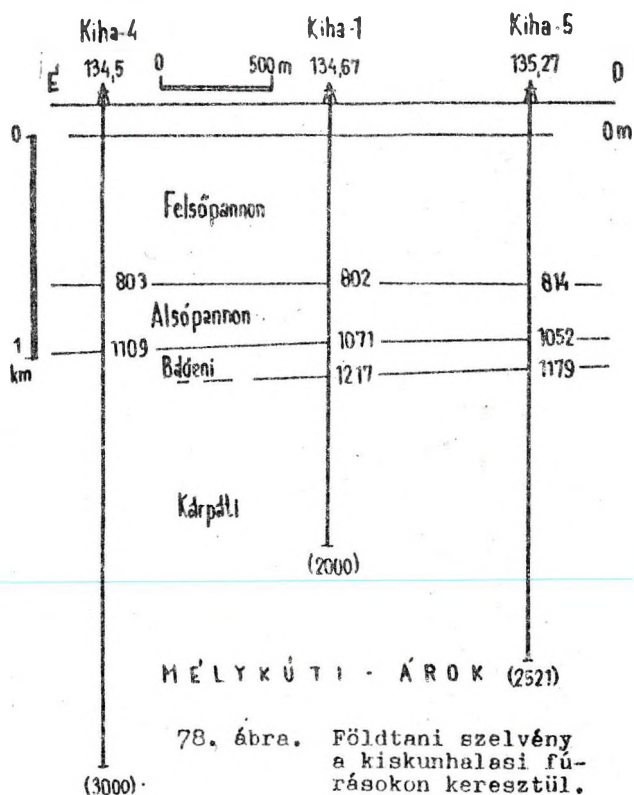 Kiha-4 Kiha-1 Kiha-5
É 134,5 0 500 m 134,67 135,27 D
0 0 m
Felsőpannon
803 802 814
Alsópannon
1109 1071 1052
1 km
Bádeni
1217 1179
Kárpáti
(2000)
MÉLYKÚTI - ÁROK (2521)
78. ábra. Földtani szelvény
a kiskunhalasi fú-
rásokon keresztül.
(3000)